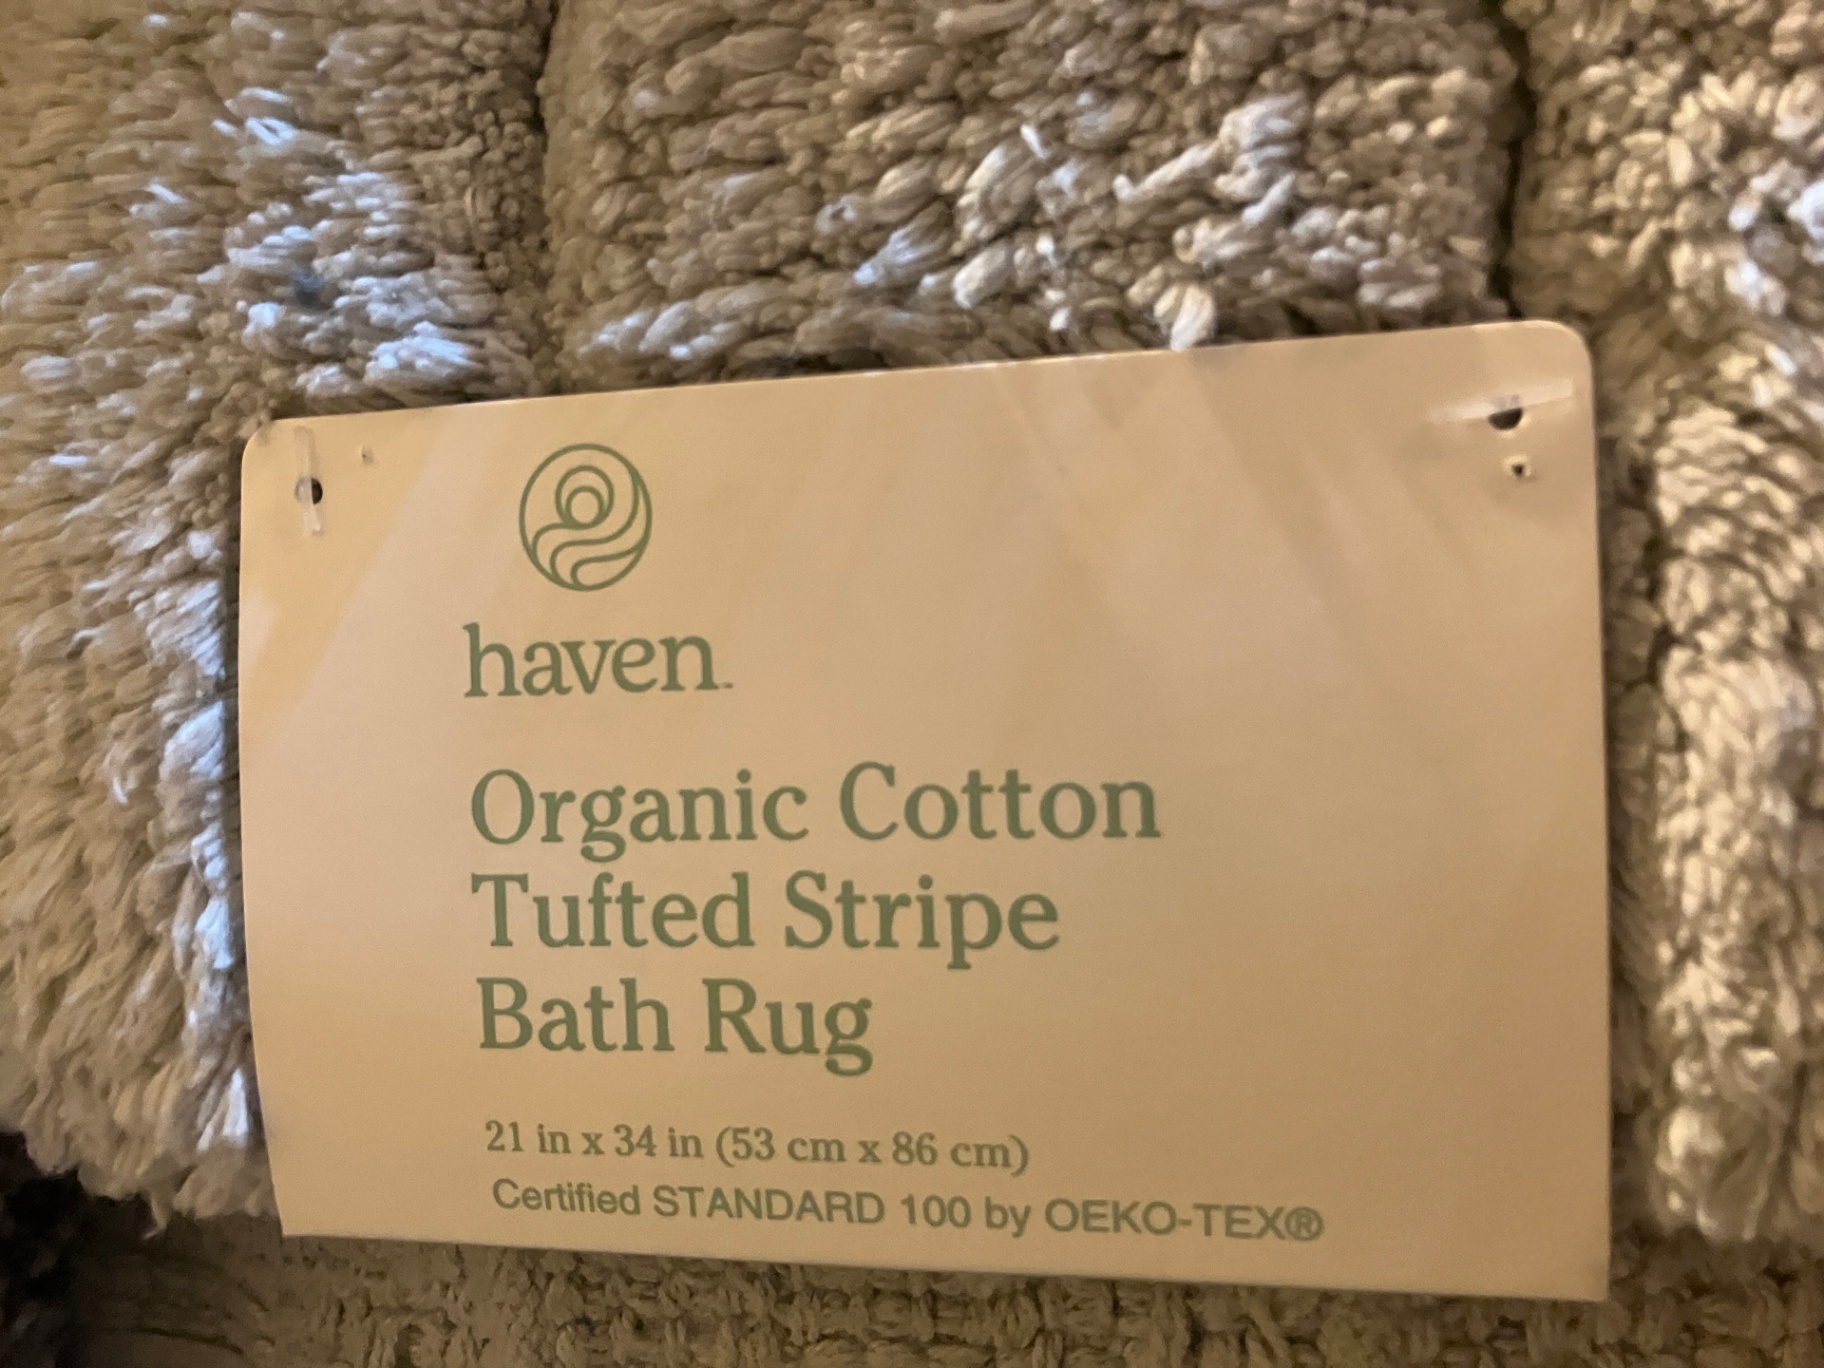 haven™
Organic Cotton
Tufted Stripe
Bath Rug
21 in x 34 in (53 cm x 86 cm)
Certified STANDARD 100 by OEKO-TEX®